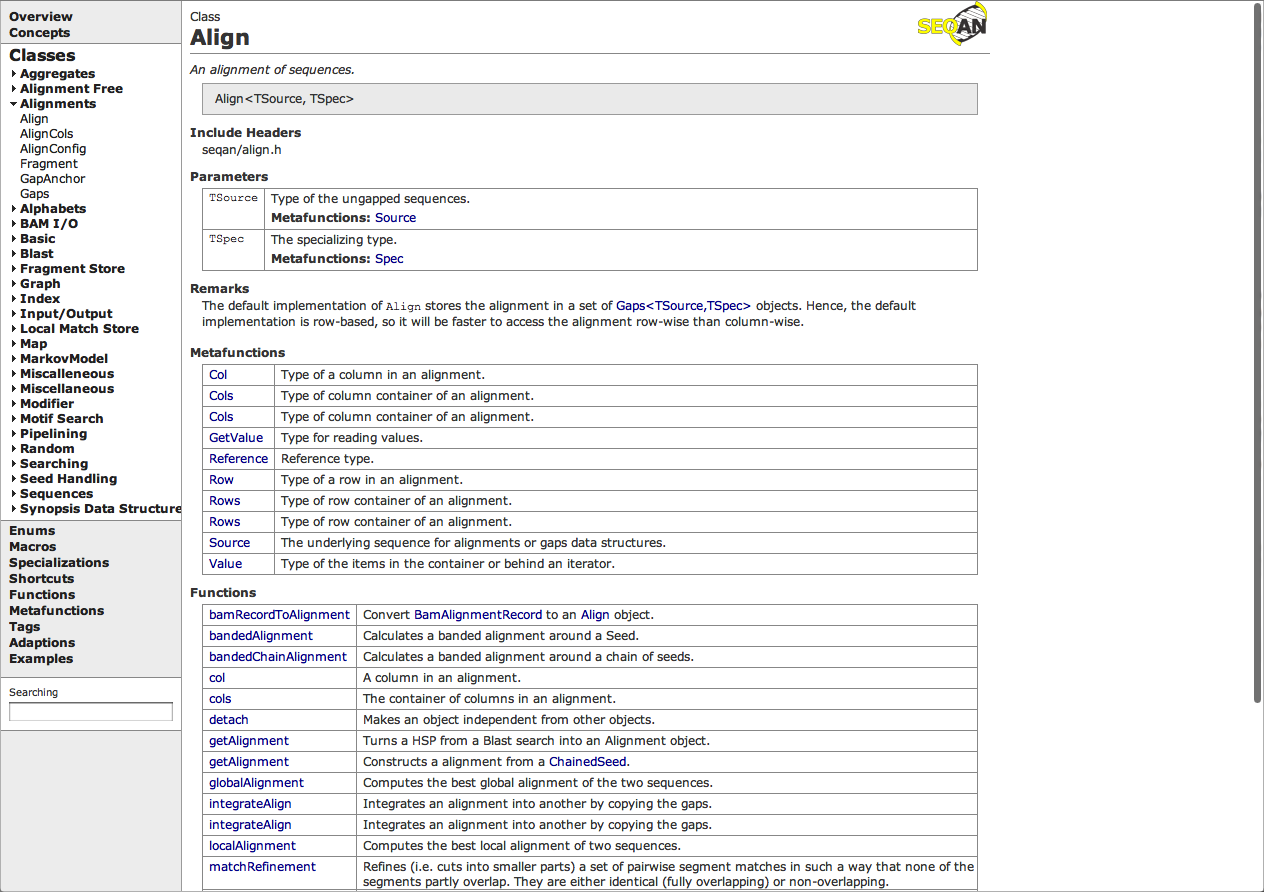 Overview
Concepts
Classes
Aggregates
Alignment Free
Alignments
Align
AlignCols
AlignConfig
Fragment
GapAnchor
Gaps
Alphabets
BAM I/O
Basic
Blast
Fragment Store
Graph
Index
Input/Output
Local Match Store
Map
MarkovModel
Miscalleneous
Miscellaneous
Modifier
Motif Search
Pipelining
Random
Searching
Seed Handling
Sequences
Synopsis Data Structure
Enums
Macros
Specializations
Shortcuts
Functions
Metafunctions
Tags
Adaptions
Examples
Searching
Class
Align
SEQAN
An alignment of sequences.
Align<TSource, TSpec>
Include Headers
seqan/align.h
Parameters
TSource Type of the ungapped sequences.
Metafunctions: Source
TSpec The specializing type.
Metafunctions: Spec
Remarks
The default implementation of Align stores the alignment in a set of Gaps<TSource,TSpec> objects. Hence, the default
implementation is row-based, so it will be faster to access the alignment row-wise than column-wise.
Metafunctions
Col Type of a column in an alignment.
Cols Type of column container of an alignment.
Cols Type of column container of an alignment.
GetValue Type for reading values.
Reference Reference type.
Row Type of a row in an alignment.
Rows Type of row container of an alignment.
Rows Type of row container of an alignment.
Source The underlying sequence for alignments or gaps data structures.
Value Type of the items in the container or behind an iterator.
Functions
bamRecordToAlignment Convert BamAlignmentRecord to an Align object.
bandedAlignment Calculates a banded alignment around a Seed.
bandedChainAlignment Calculates a banded alignment around a chain of seeds.
col A column in an alignment.
cols The container of columns in an alignment.
detach Makes an object independent from other objects.
getAlignment Turns a HSP from a Blast search into an Alignment object.
getAlignment Constructs a alignment from a ChainedSeed.
globalAlignment Computes the best global alignment of the two sequences.
integrateAlign Integrates an alignment into another by copying the gaps.
integrateAlign Integrates an alignment into another by copying the gaps.
localAlignment Computes the best local alignment of two sequences.
matchRefinement Refines (i.e. cuts into smaller parts) a set of pairwise segment matches in such a way that none of the
segments partly overlap. They are either identical (fully overlapping) or non-overlapping.